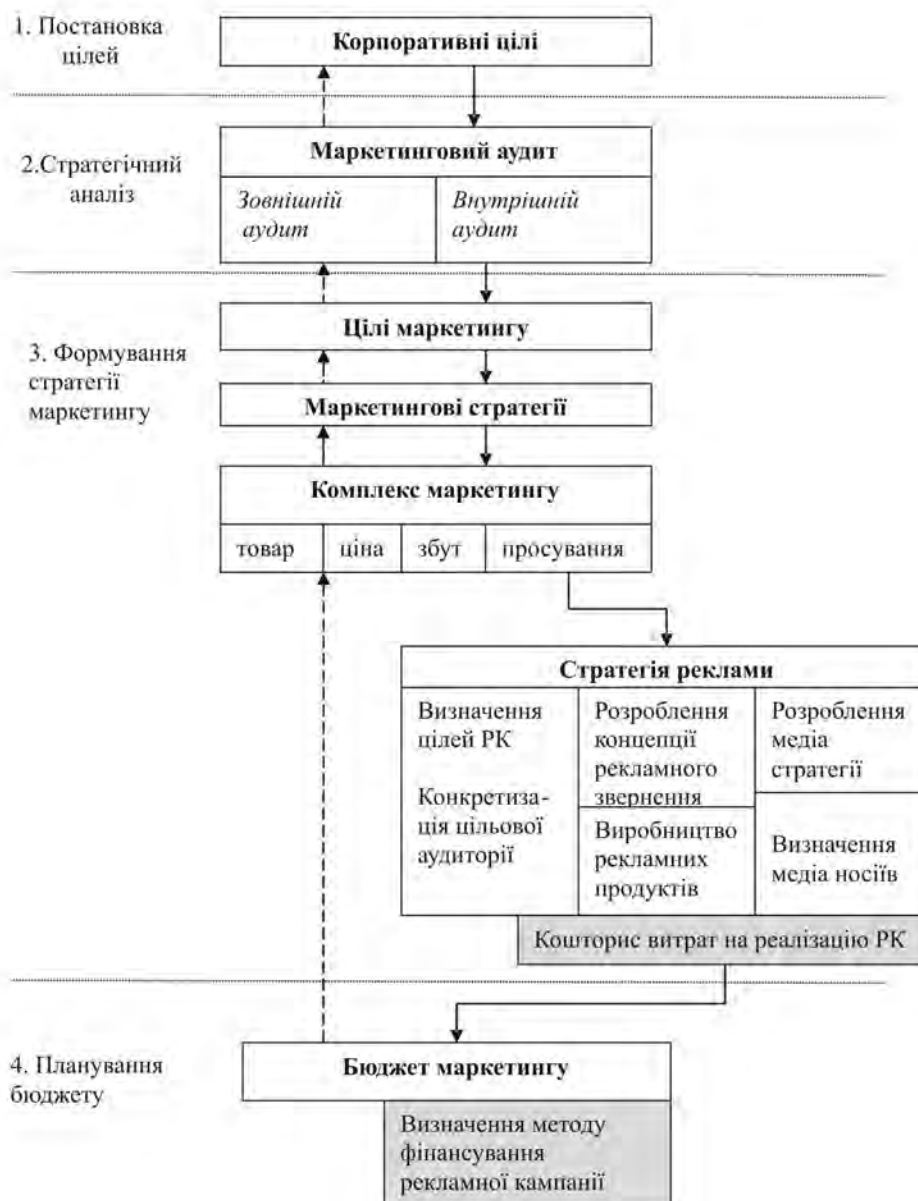 1. Постановка
цілей
Корпоративні цілі
2.Стратегічний
аналіз
Маркетинговий аудит
Зовнішній
аудит
Внутрішній
аудит
3. Формування
стратегії
маркетингу
Цілі маркетингу
Маркетингові стратегії
Комплекс маркетингу
товар
ціна
збут
просування
Стратегія реклами
Визначення
цілей РК
Конкретиза-
ція цільової
аудиторії
Розроблення
концепції
рекламного
звернення
Виробництво
рекламних
продуктів
Розроблення
медіа
стратегії
Визначення
медіа носіїв
Кошторис витрат на реалізацію РК
4. Планування
бюджету
Бюджет маркетингу
Визначення методу
фінансування
рекламної кампанії